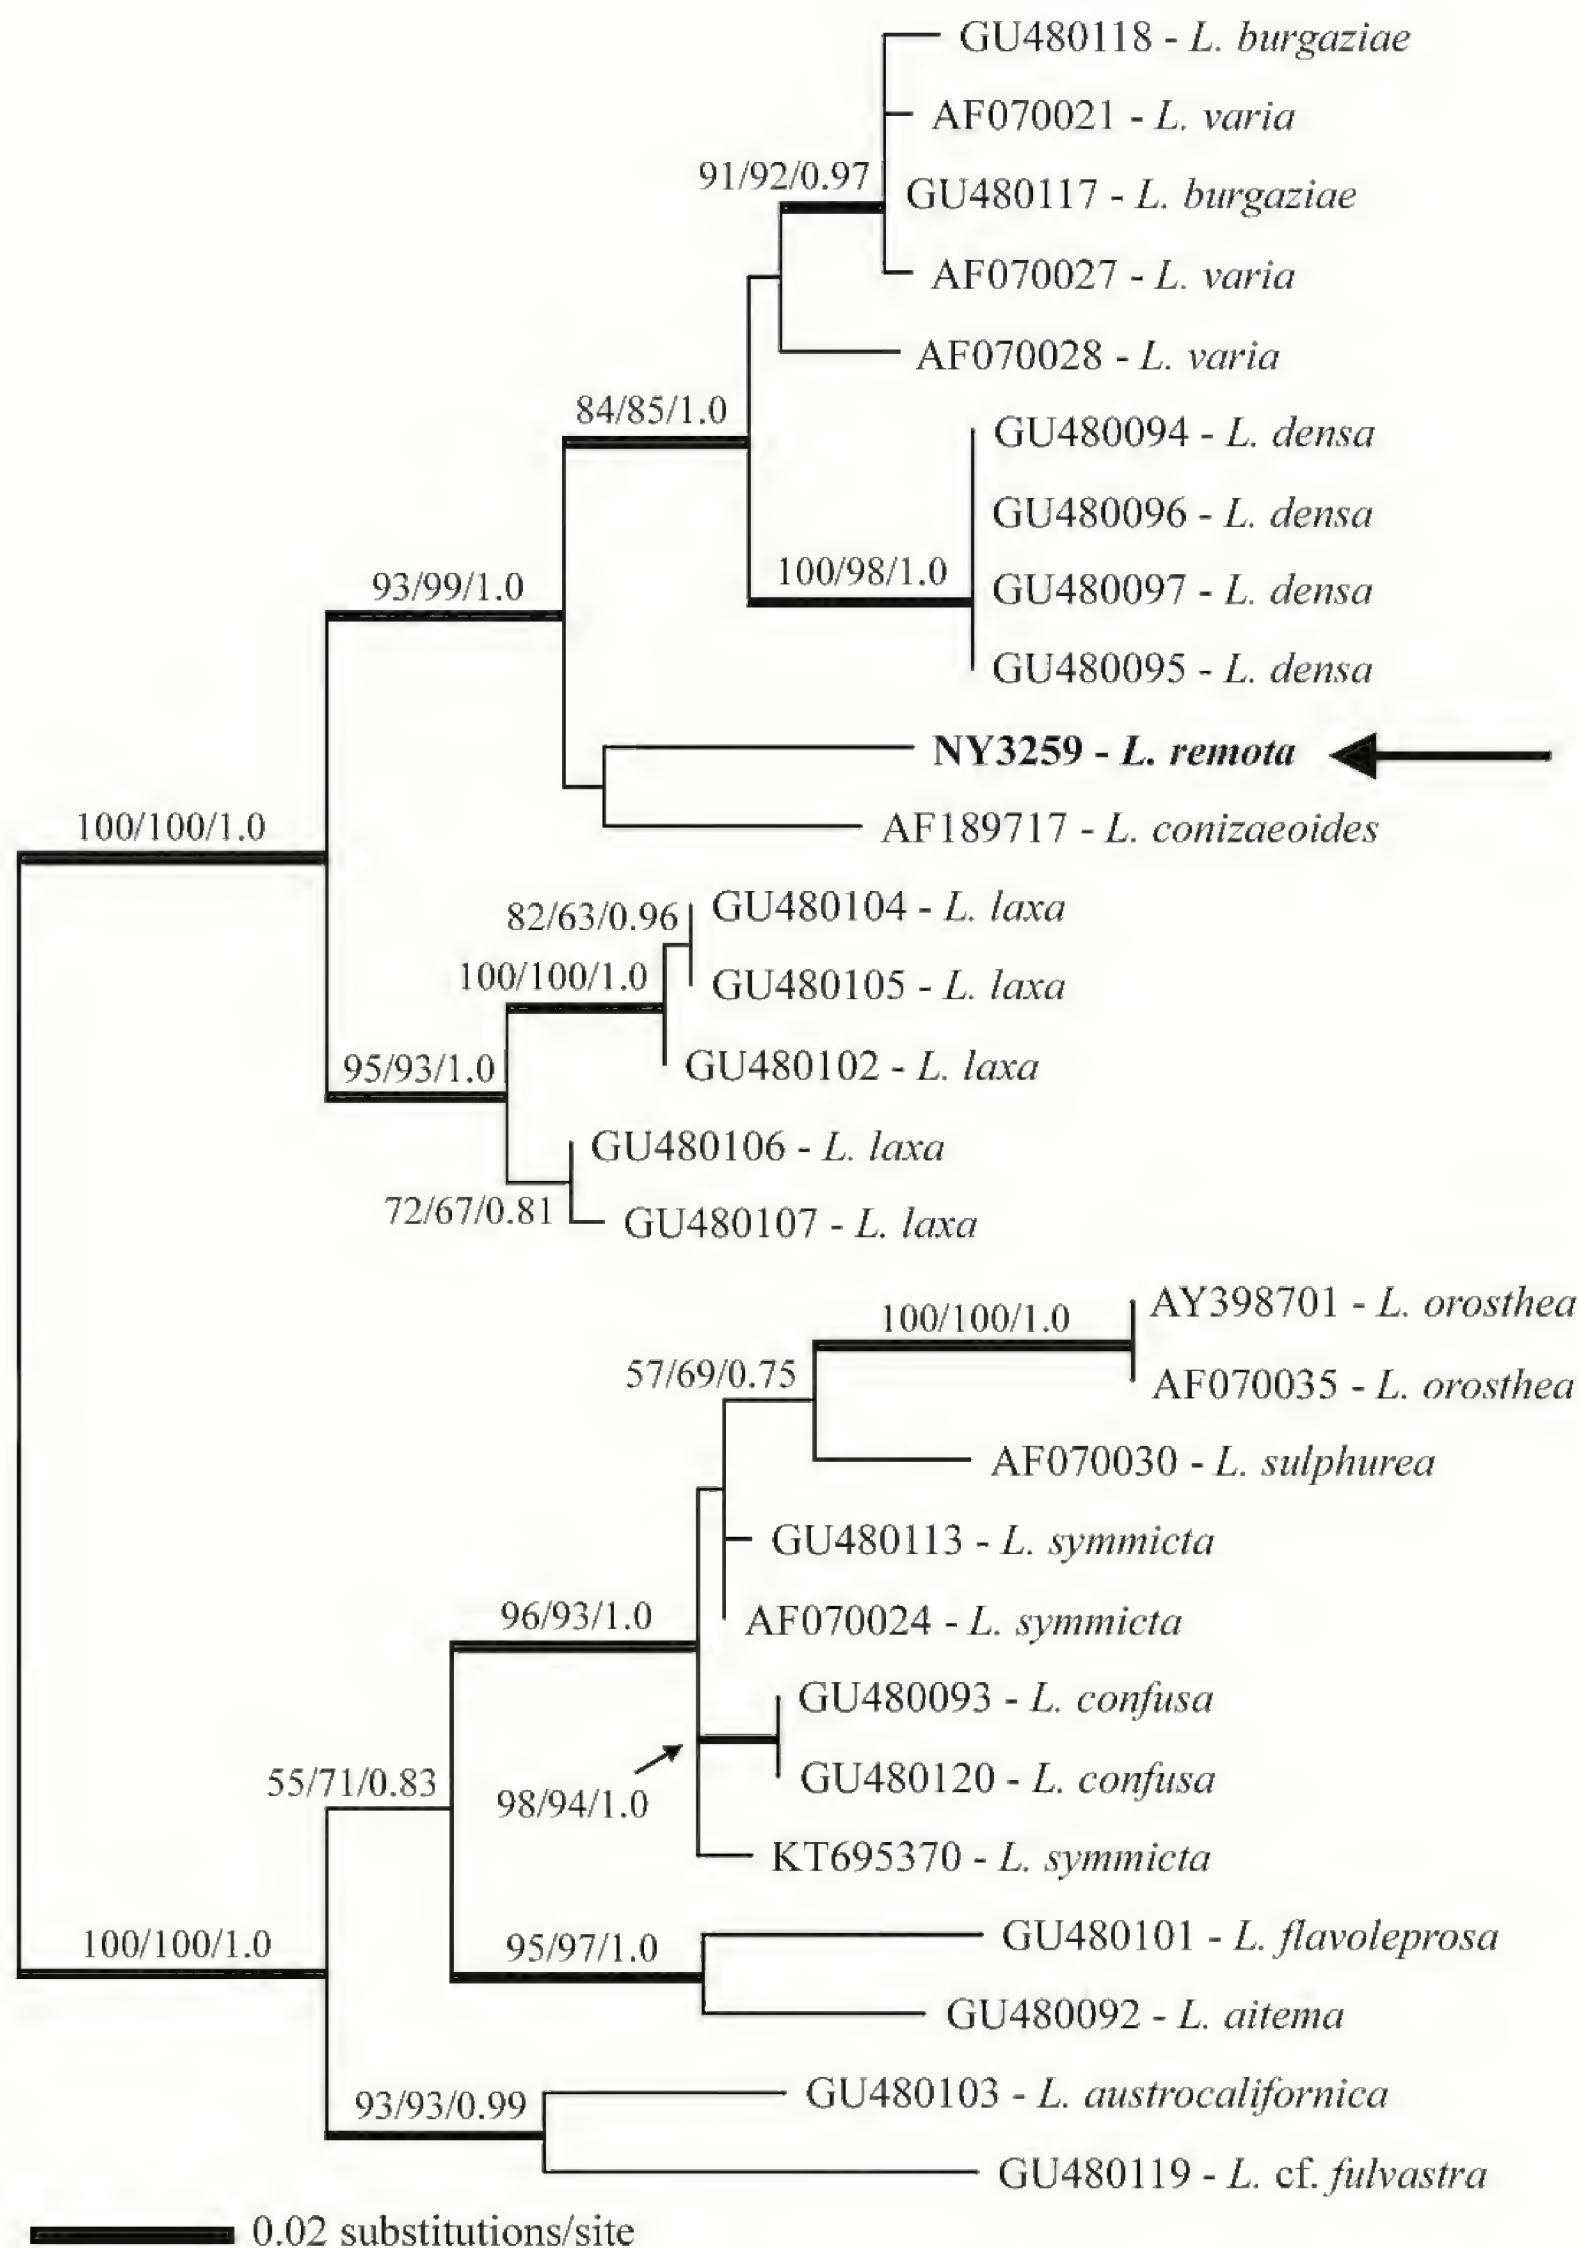 GU480118 - L. burgaziae
AF070021 - L. varia
91/92/0.97
GU480117 - L. burgaziae
AF070027 - L. varia
AF070028 - L. varia
84/85/1.0
GU480094 - L. densa
GU480096 - L. densa
100/98/1.0
93/99/1.0
GU480097 - L. densa
GU480095 - L. densa
NY3259 - L. remota
100/100/1.0
AF189717 - L. conizaeoides
82/63/0.96
GU480104 - L. laxa
100/100/1.0
GU480105 - L. laxa
95/93/1.0
GU480102 - L. laxa
GU480106 - L. laxa
72/67/0.81
GU480107 - L. laxa
100/100/1.0
AY398701 - L. orosthea
57/69/0.75
AF070035 - L. orosthea
AF070030 - L. sulphurea
GU480113 - L. symmicta
96/93/1.0
AF070024 - L. symmicta
GU480093 - L. confusa
55/71/0.83
98/94/1.0
GU480120 - L. confusa
KT695370 - L. symmicta
100/100/1.0
95/97/1.0
GU480101 - L. flavoleprosa
GU480092 - L. aitema
93/93/0.99
GU480103 - L. austrocalifornica
GU480119 - L. cf. fulvastra
0.02 substitutions/site